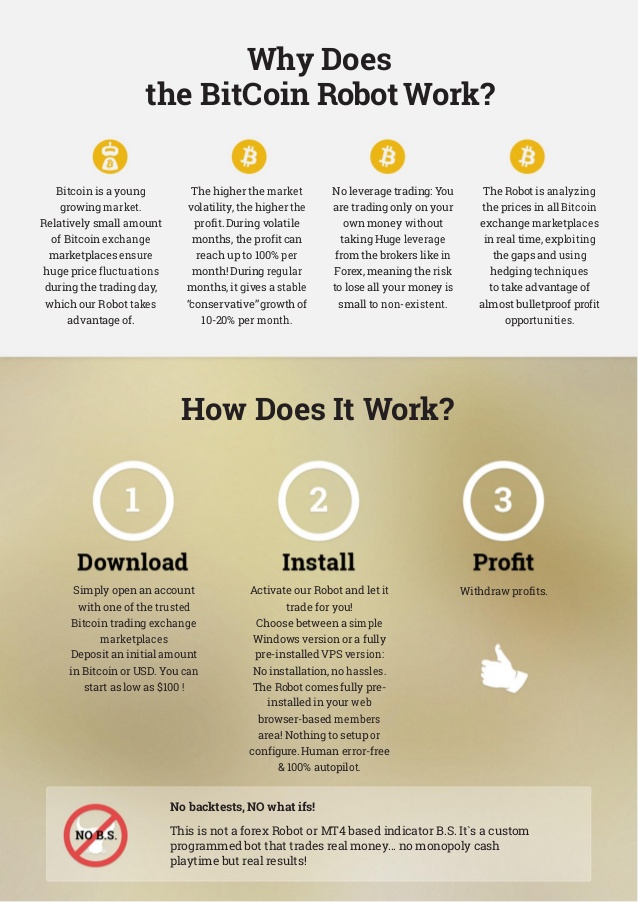 Why Does
the BitCoin Robot Work?
Bitcoin is a young
growing market.
Relatively small amount
of Bitcoin exchange
marketplaces ensure
huge price fluctuations
during the trading day,
which our Robot takes
advantage of.
The higher the market
volatility, the higher the
profit. During volatile
months, the profit can
reach up to 100% per
month! During regular
months, it gives a stable
"conservative" growth of
10-20% per month.
No leverage trading: You
are trading only on your
own money without
taking Huge leverage
from the brokers like in
Forex, meaning the risk
to lose all your money is
small to non-existent.
The Robot is analyzing
the prices in all Bitcoin
exchange marketplaces
in real time, exploiting
the gaps and using
hedging techniques
to take advantage of
almost bulletproof profit
opportunities.
How Does It Work?
1
Download
Simply open an account
with one of the trusted
Bitcoin trading exchange
marketplaces
Deposit an initial amount
in Bitcoin or USD. You can
start as low as $100 !
2
Install
Activate our Robot and let it
trade for you!
Choose between a simple
Windows version or a fully
pre-installed VPS version:
No installation, no hassles.
The Robot comes fully pre-
installed in your web
browser-based members
area! Nothing to setup or
configure. Human error-free
& 100% autopilot.
3
Profit
Withdraw profits.
NO B.S.
No backtests, NO what ifs!
This is not a forex Robot or MT4 based indicator B.S. It`s a custom
programmed bot that trades real money... no monopoly cash
playtime but real results!